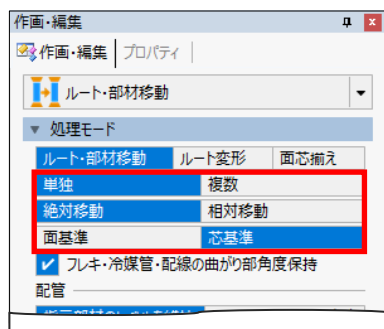 作画・編集
作画・編集 プロパティ
ルート・部材移動
処理モード
ルート・部材移動 ルート変形 面芯揃え
単独 複数
絶対移動 相対移動
面基準 芯基準
フレキ・冷媒管・配線の曲がり部角度保持
配管